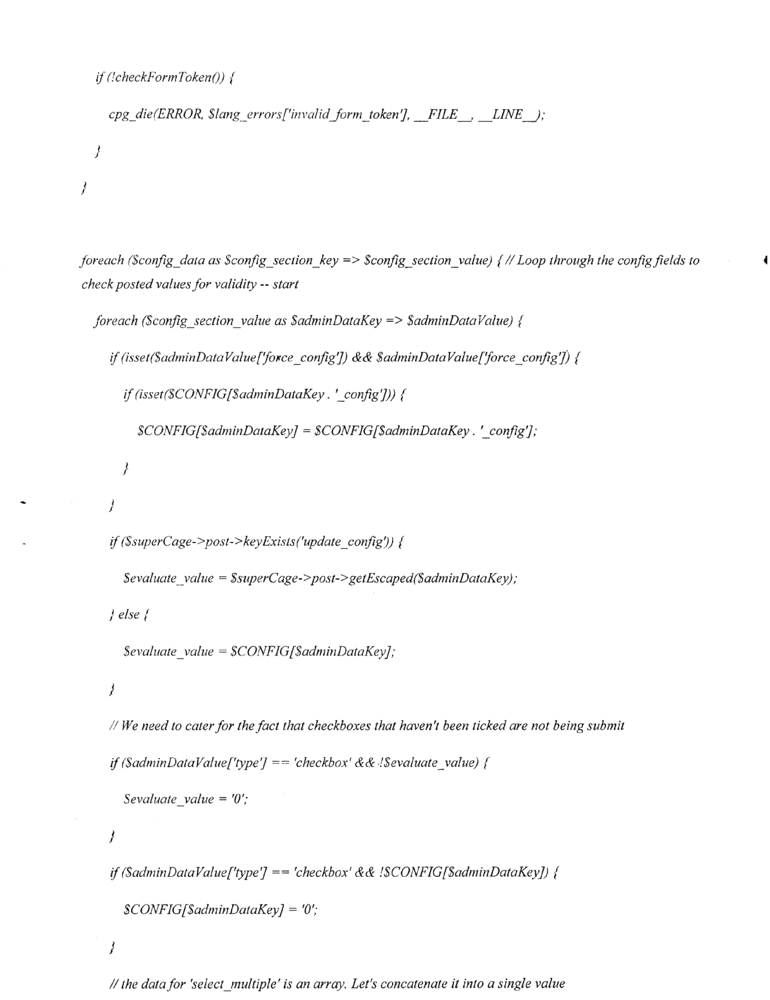 if (!checkFormToken()) {
cpg_die(ERROR, $lang_errors['invalid_form_token'], __FILE__, __LINE__);
}
}
foreach ($config_data as $config_section_key => $config_section_value) { // Loop through the config fields to
check posted values for validity -- start
foreach ($config_section_value as $adminDataKey => $adminDataValue) {
if (isset($adminDataValue['force_config']) && $adminDataValue['force_config']) {
if (isset($CONFIG[$adminDataKey . '_config'])) {
$CONFIG[$adminDataKey] = $CONFIG[$adminDataKey . '_config'];
}
}
if ($superCage->post->keyExists('update_config')) {
$evaluate_value = $superCage->post->getEscaped($adminDataKey);
} else {
$evaluate_value = $CONFIG[$adminDataKey];
}
// We need to cater for the fact that checkboxes that haven't been ticked are not being submit
if ($adminDataValue['type'] == 'checkbox' && !$evaluate_value) {
$evaluate_value = '0';
}
if ($adminDataValue['type'] == 'checkbox' && !$CONFIG[$adminDataKey]) {
$CONFIG[$adminDataKey] = '0';
}
// the data for 'select_multiple' is an array. Let's concatenate it into a single value